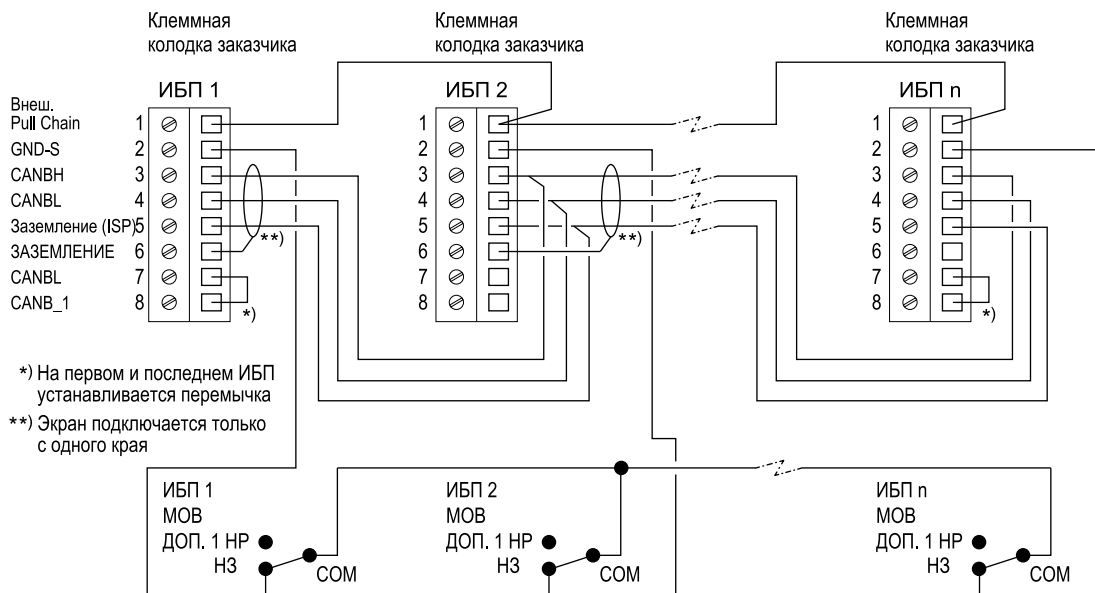 Клеммная
колодка заказчика
Клеммная
колодка заказчика
Клеммная
колодка заказчика
ИБП 1
ИБП 2
ИБП n
Внеш.
Pull Chain 1
GND-S 2
CANBH 3
CANBL 4
Заземление (ISP) 5
ЗАЗЕМЛЕНИЕ 6
CANBL 7
CANB_1 8
**)
*)
1
2
3
4
5
6
7
8
**)
1
2
3
4
5
6
7
8
*)
*) На первом и последнем ИБП
устанавливается перемычка
**) Экран подключается только
с одного края
ИБП 1
МОВ
ДОП. 1 НР
НЗ
COM
ИБП 2
МОВ
ДОП. 1 НР
НЗ
COM
ИБП n
МОВ
ДОП. 1 НР
НЗ
COM